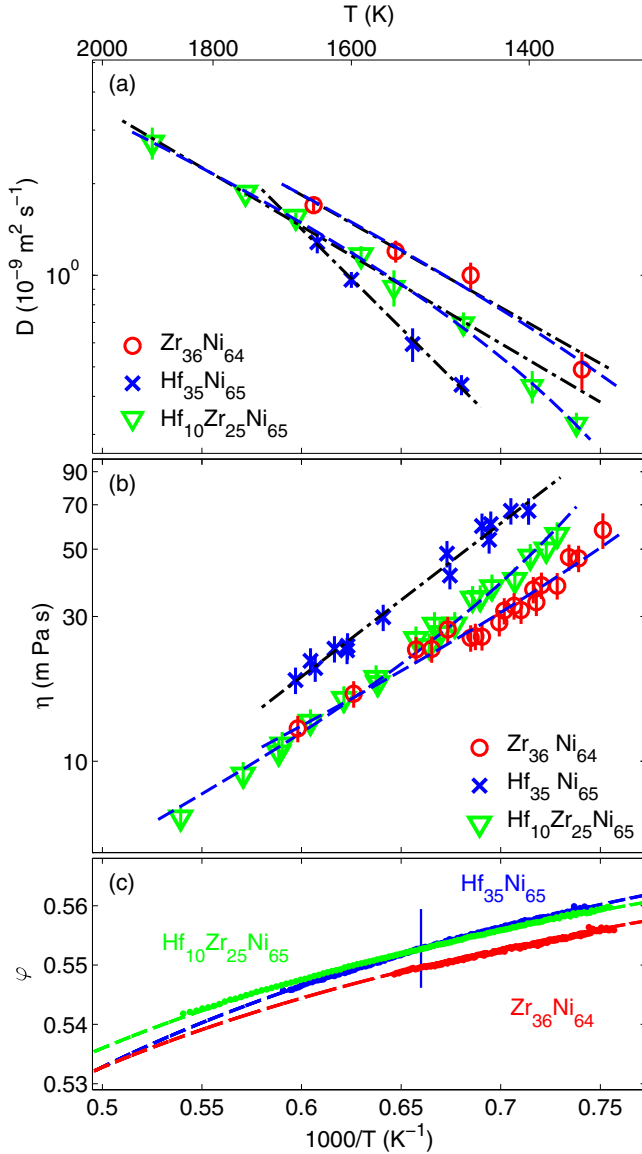 T (K)
2000 1800 1600 1400
(a)
D (10⁻⁹ m² s⁻¹)
10⁰
Zr₃₆Ni₆₄
Hf₃₅Ni₆₅
Hf₁₀Zr₂₅Ni₆₅
(b)
η (m Pa s)
90
70
50
30
10
Zr₃₆ Ni₆₄
Hf₃₅ Ni₆₅
Hf₁₀Zr₂₅Ni₆₅
(c)
φ
0.56
0.55
0.54
0.53
Hf₃₅Ni₆₅
Hf₁₀Zr₂₅Ni₆₅
Zr₃₆Ni₆₄
0.5 0.55 0.6 0.65 0.7 0.75
1000/T (K⁻¹)